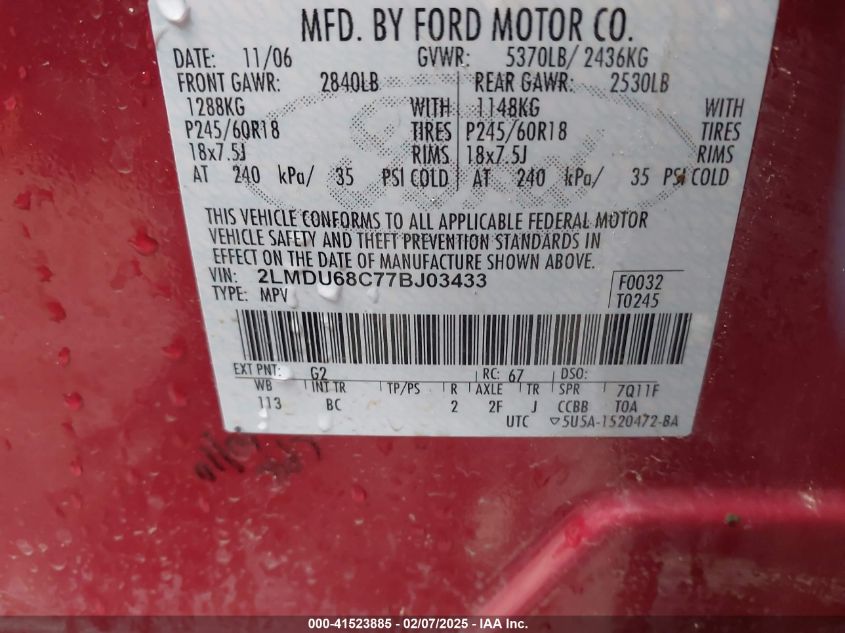 MFD. BY FORD MOTOR CO.
DATE: 11/06 GVWR: 5370LB/ 2436KG
FRONT GAWR: 2840LB REAR GAWR: 2530LB
1288KG WITH 1148KG WITH
P245/60R18 TIRES P245/60R18 TIRES
18x7.5J RIMS 18x7.5J RIMS
AT 240 kPa/ 35 PSI COLD AT 240 kPa/ 35 PSI COLD
THIS VEHICLE CONFORMS TO ALL APPLICABLE FEDERAL MOTOR
VEHICLE SAFETY AND THEFT PREVENTION STANDARDS IN
EFFECT ON THE DATE OF MANUFACTURE SHOWN ABOVE.
VIN: 2LMDU68C77BJ03433 F0032
TYPE: MPV T0245
EXT PNT: G2 RC: 67 DSO:
WB INT TR TP/PS R AXLE TR SPR 7Q11F
113 BC 2 2F J CCBB TOA
UTC ▽5U5A-1520472-BA
000-41523885 - 02/07/2025 - IAA Inc.